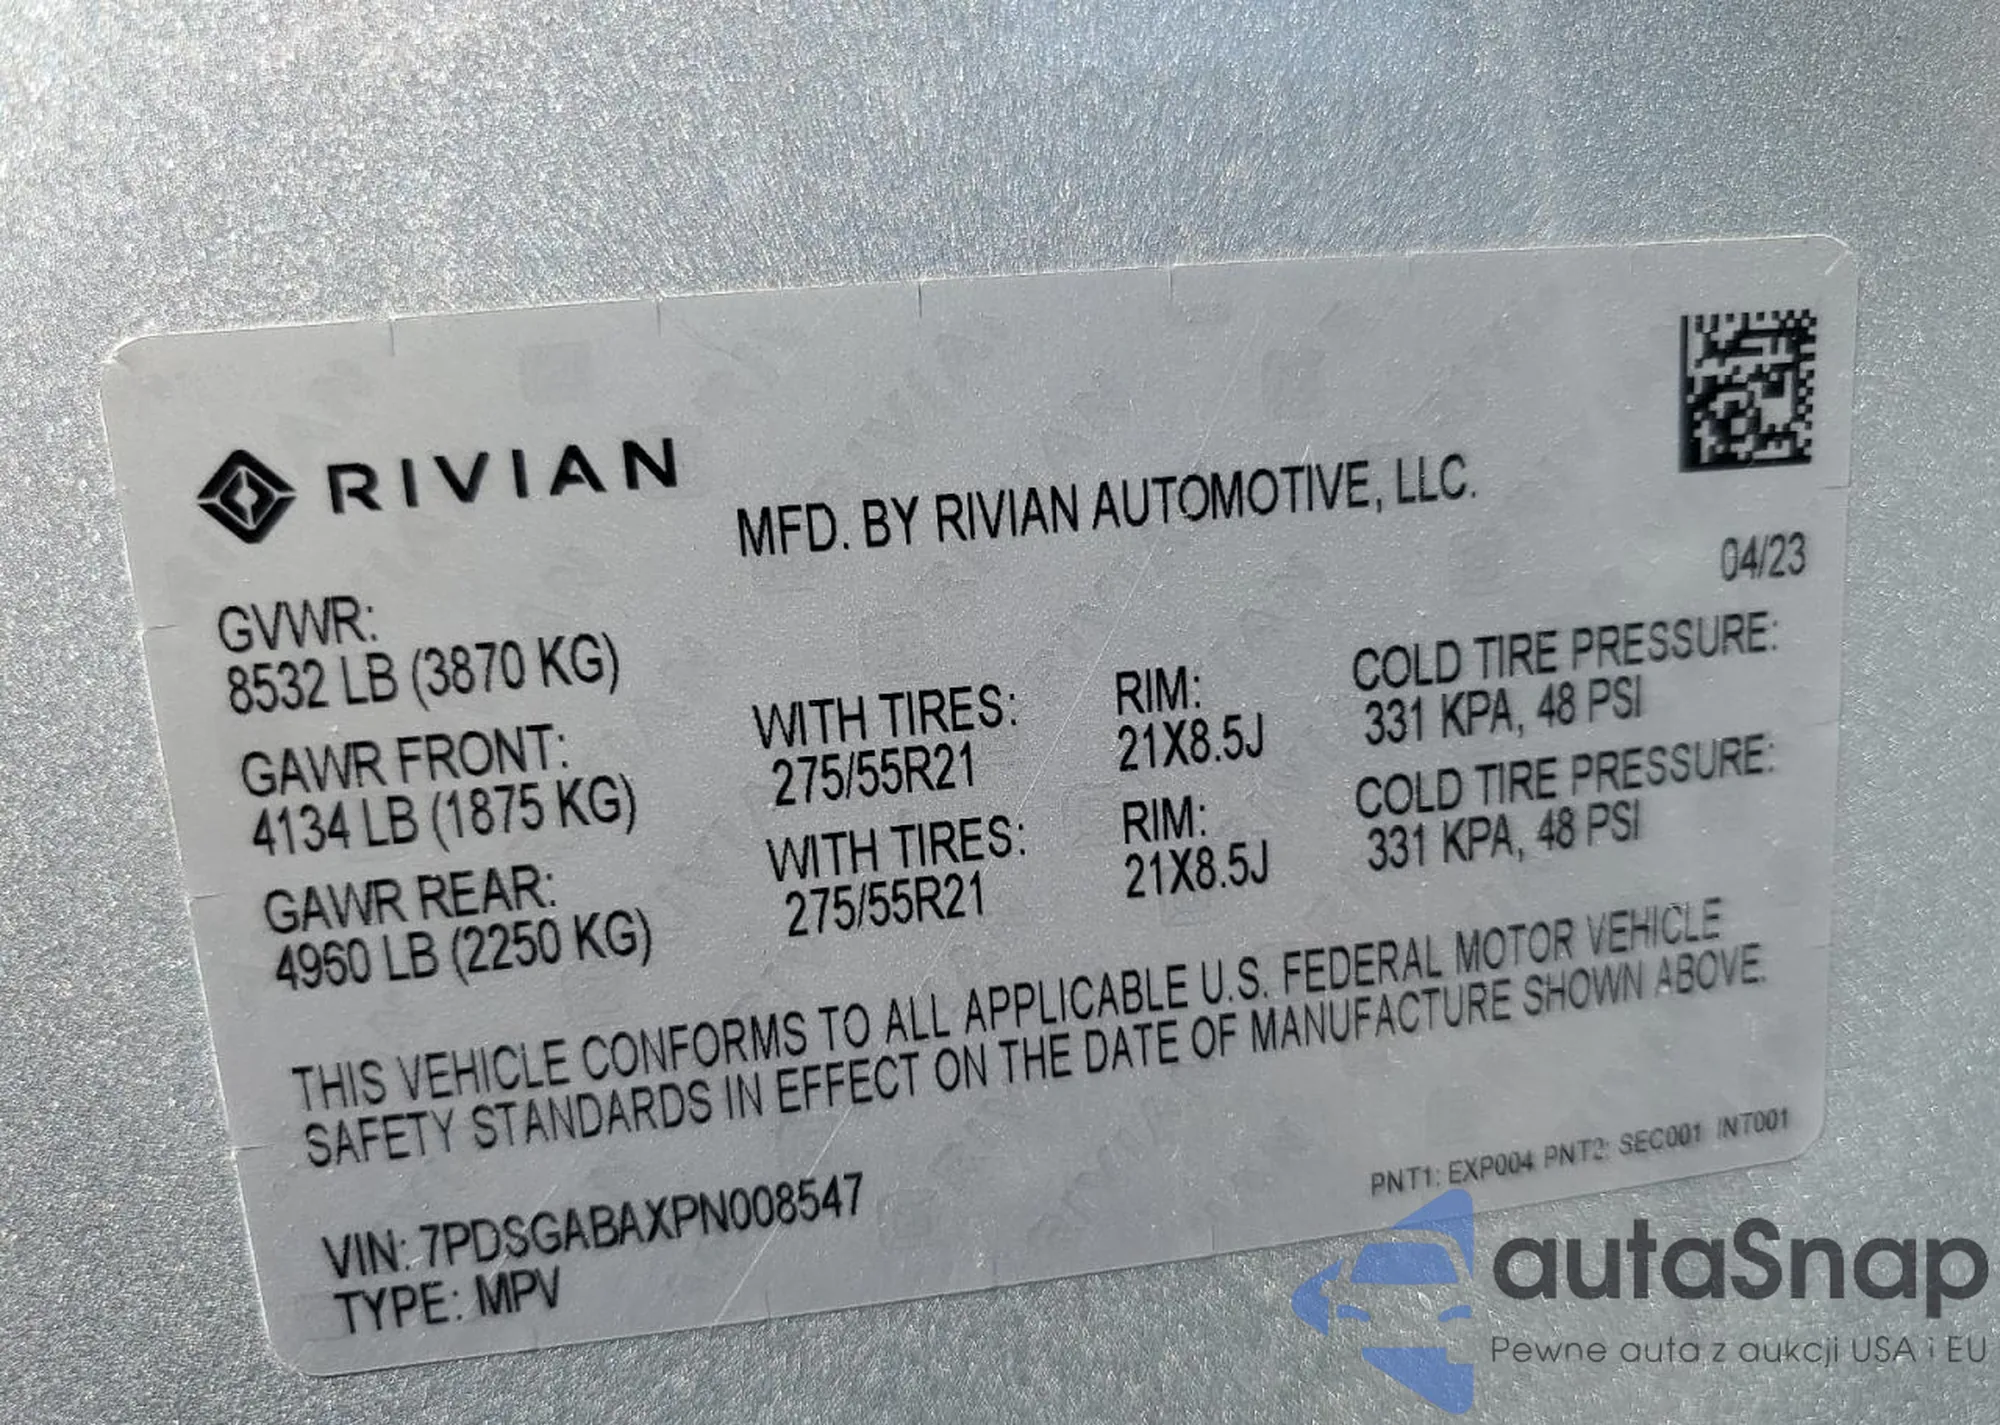 RIVIAN
MFD. BY RIVIAN AUTOMOTIVE, LLC.
04/23
GVWR:
8532 LB (3870 KG)
GAWR FRONT:
4134 LB (1875 KG)
WITH TIRES:
275/55R21
RIM:
21X8.5J
COLD TIRE PRESSURE:
331 KPA, 48 PSI
GAWR REAR:
4960 LB (2250 KG)
WITH TIRES:
275/55R21
RIM:
21X8.5J
COLD TIRE PRESSURE:
331 KPA, 48 PSI
THIS VEHICLE CONFORMS TO ALL APPLICABLE U.S. FEDERAL MOTOR VEHICLE
SAFETY STANDARDS IN EFFECT ON THE DATE OF MANUFACTURE SHOWN ABOVE.
PNT1: EXP004 PNT2: SEC001 INT001
VIN: 7PDSGABAXPN008547
TYPE: MPV
autaSnap
Pewne auta z aukcji USA i EU